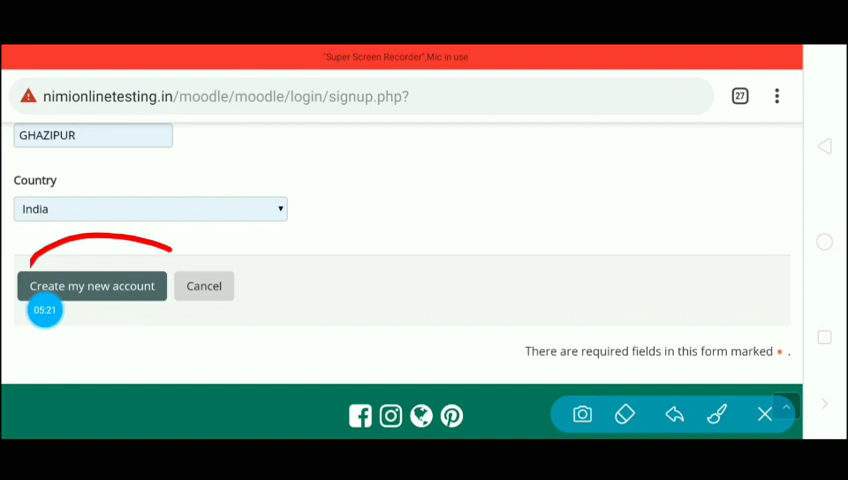 "Super Screen Recorder",Mic in use
nimionlinetesting.in/moodle/moodle/login/signup.php?
27
GHAZIPUR
Country
India
Create my new account
Cancel
05:21
There are required fields in this form marked * .